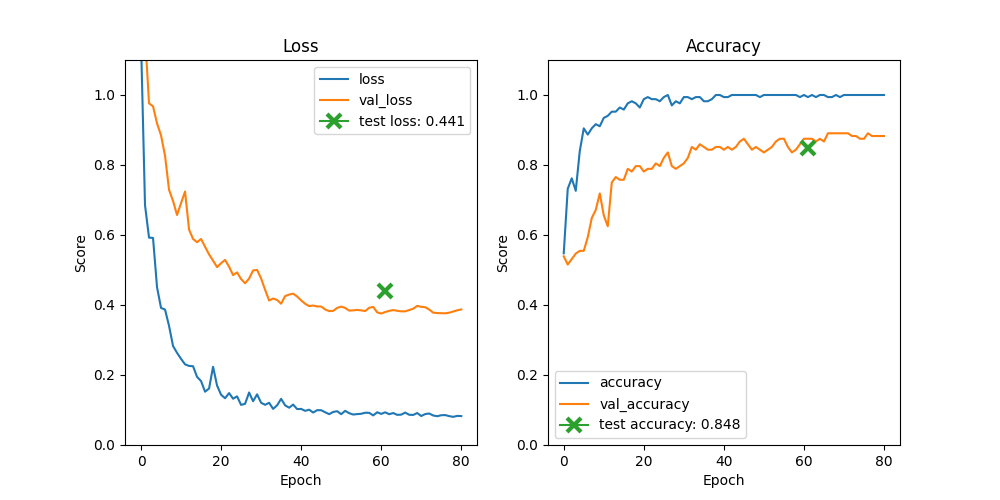 Loss
Score
1.0
0.8
0.6
0.4
0.2
0.0
loss
val_loss
test loss: 0.441
0 20 40 60 80
Epoch
Accuracy
Score
1.0
0.8
0.6
0.4
0.2
0.0
accuracy
val_accuracy
test accuracy: 0.848
0 20 40 60 80
Epoch